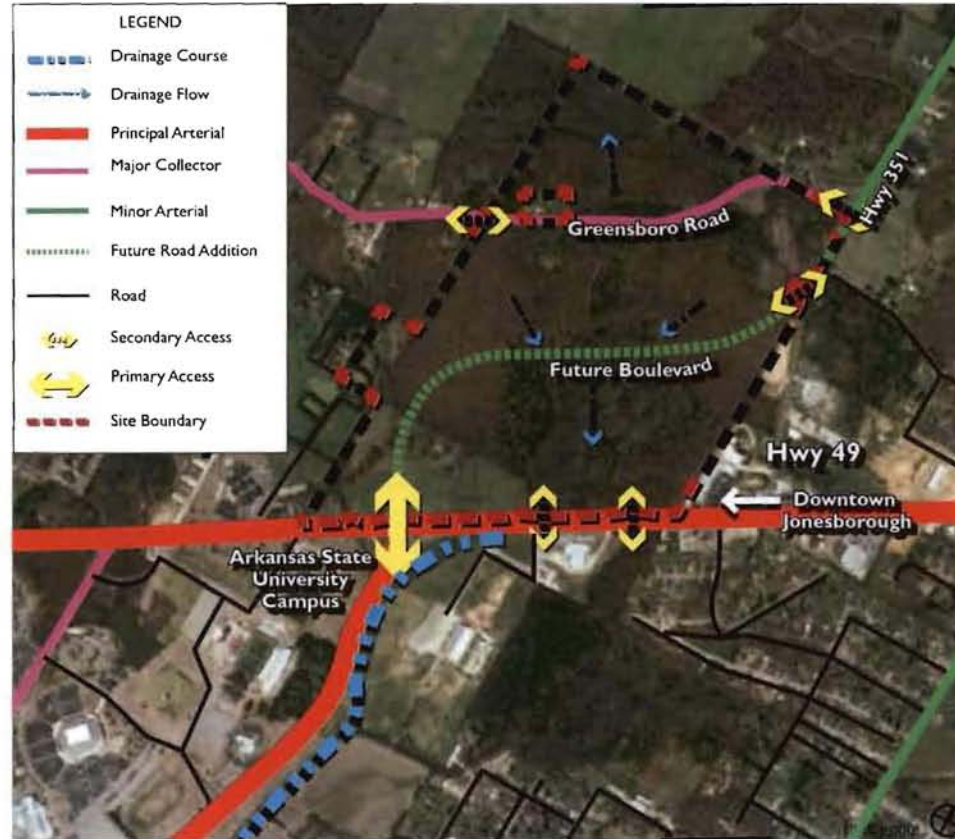 LEGEND
Drainage Course
Drainage Flow
Principal Arterial
Major Collector
Minor Arterial
Future Road Addition
Road
Secondary Access
Primary Access
Site Boundary
Hwy 351
Greensboro Road
Future Boulevard
Hwy 49
Downtown
Jonesborough
Arkansas State
University
Campus